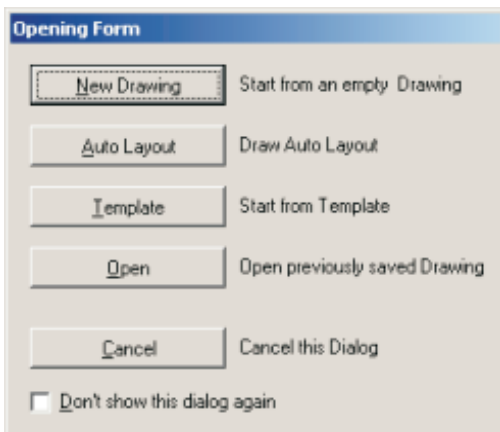 Opening Form
New Drawing Start from an empty Drawing
Auto Layout Draw Auto Layout
Template Start from Template
Open Open previously saved Drawing
Cancel Cancel this Dialog
Don't show this dialog again